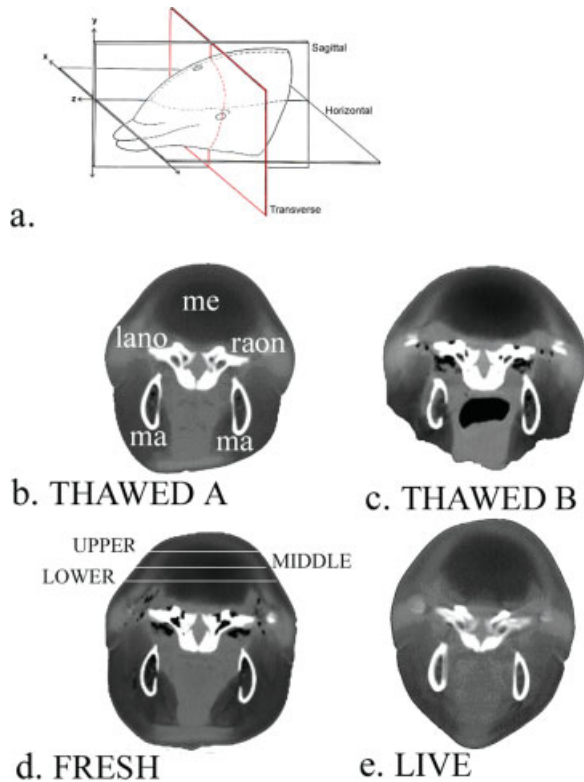 y
x
Sagittal
z
Horizontal
Transverse
a.
me
lano
raon
ma
ma
b. THAWED A
c. THAWED B
UPPER
MIDDLE
LOWER
d. FRESH
e. LIVE